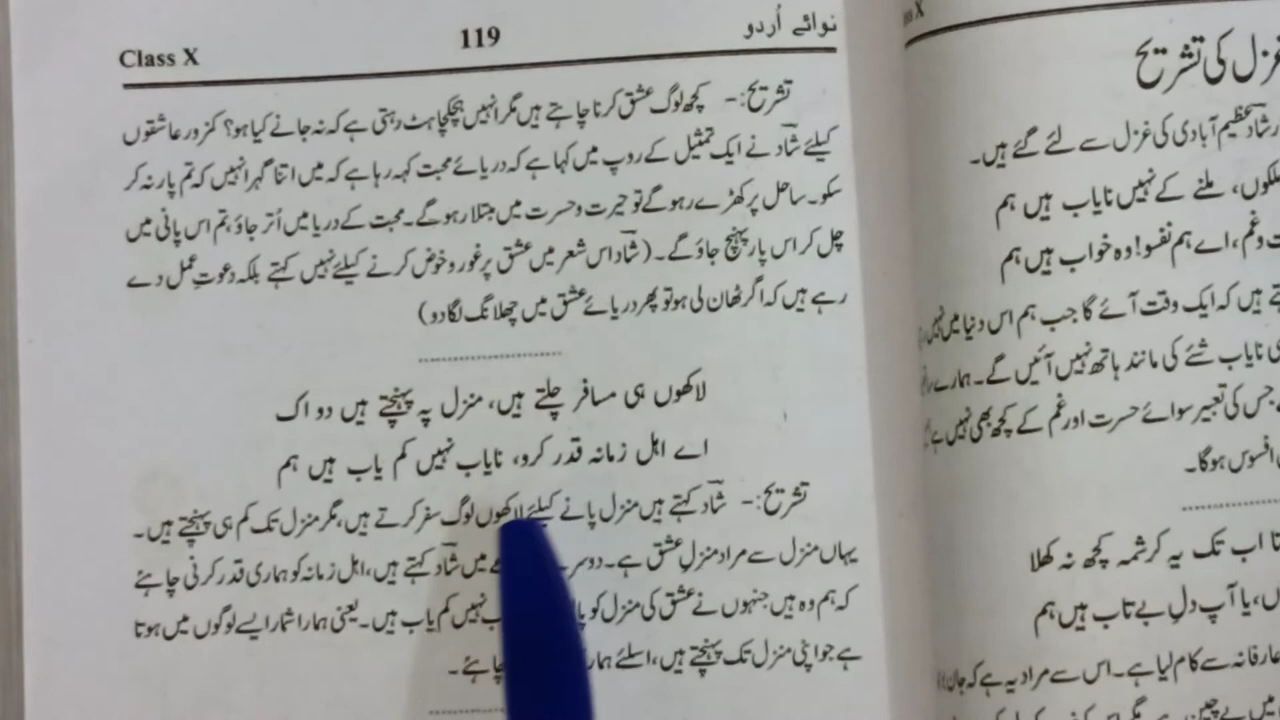 Class X
119
نوائے اُردو
تشریح:- کچھ لوگ عشق کرنا چاہتے ہیں مگر انہیں ہچکچاہٹ رہتی ہے کہ نہ جانے کیا ہو؟ کمزور عاشقوں
کیلئے شادؔ نے ایک تمثیل کے روپ میں کہا ہے کہ دریائے محبت کہہ رہا ہے کہ میں اتنا گہرا نہیں کہ تم پار نہ کر
سکو۔ ساحل پر کھڑے رہو گے تو حیرت و حسرت میں مبتلا رہو گے۔ محبت کے دریا میں اُتر جاؤ، تم اس پانی میں
چل کر اس پار پہنچ جاؤ گے۔ (شادؔ اس شعر میں عشق پر غور و خوض کرنے کیلئے نہیں کہتے بلکہ دعوتِ عمل دے
رہے ہیں کہ اگر ٹھان لی ہو تو پھر دریائے عشق میں چھلانگ لگا دو)
لاکھوں ہی مسافر چلتے ہیں، منزل پہ پہنچتے ہیں دو اک
اے اہل زمانہ قدر کرو، نایاب نہیں کم یاب ہیں ہم
تشریح:- شادؔ کہتے ہیں منزل پانے کیلئے لاکھوں لوگ سفر کرتے ہیں، مگر منزل تک کم ہی پہنچتے ہیں۔
یہاں منزل سے مراد منزلِ عشق ہے۔ میں شادؔ کہتے ہیں، اہل زمانہ کو ہماری قدر کرنی چاہئے
کہ ہم وہ ہیں جنہوں نے عشق کی منزل کو نہیں کم یاب ہیں۔ یعنی ہمارا شمار ایسے لوگوں میں ہوتا
ہے جو اپنی منزل تک پہنچتے ہیں، اسلئے چاہئے۔
غزل کی تشریح
شادؔ عظیم آبادی کی غزل سے لئے گئے ہیں۔
ملکوں، ملنے کے نہیں نایاب ہیں ہم
و غم، اے ہم نفسو! وہ خواب ہیں ہم
ہیں کہ ایک وقت آئے گا جب ہم اس دنیا میں نہیں
نایاب شئے کی مانند ہاتھ نہیں آئیں گے۔ ہمارے
جس کی تعبیر سوائے حسرت اور غم کے کچھ بھی نہیں ہے
افسوس ہوگا۔
اب تک یہ کرشمہ کچھ نہ کھلا
یا آپ دلِ بے تاب ہیں ہم
عارفانہ سے کام لیا ہے۔ اس سے مراد یہ ہے کہ